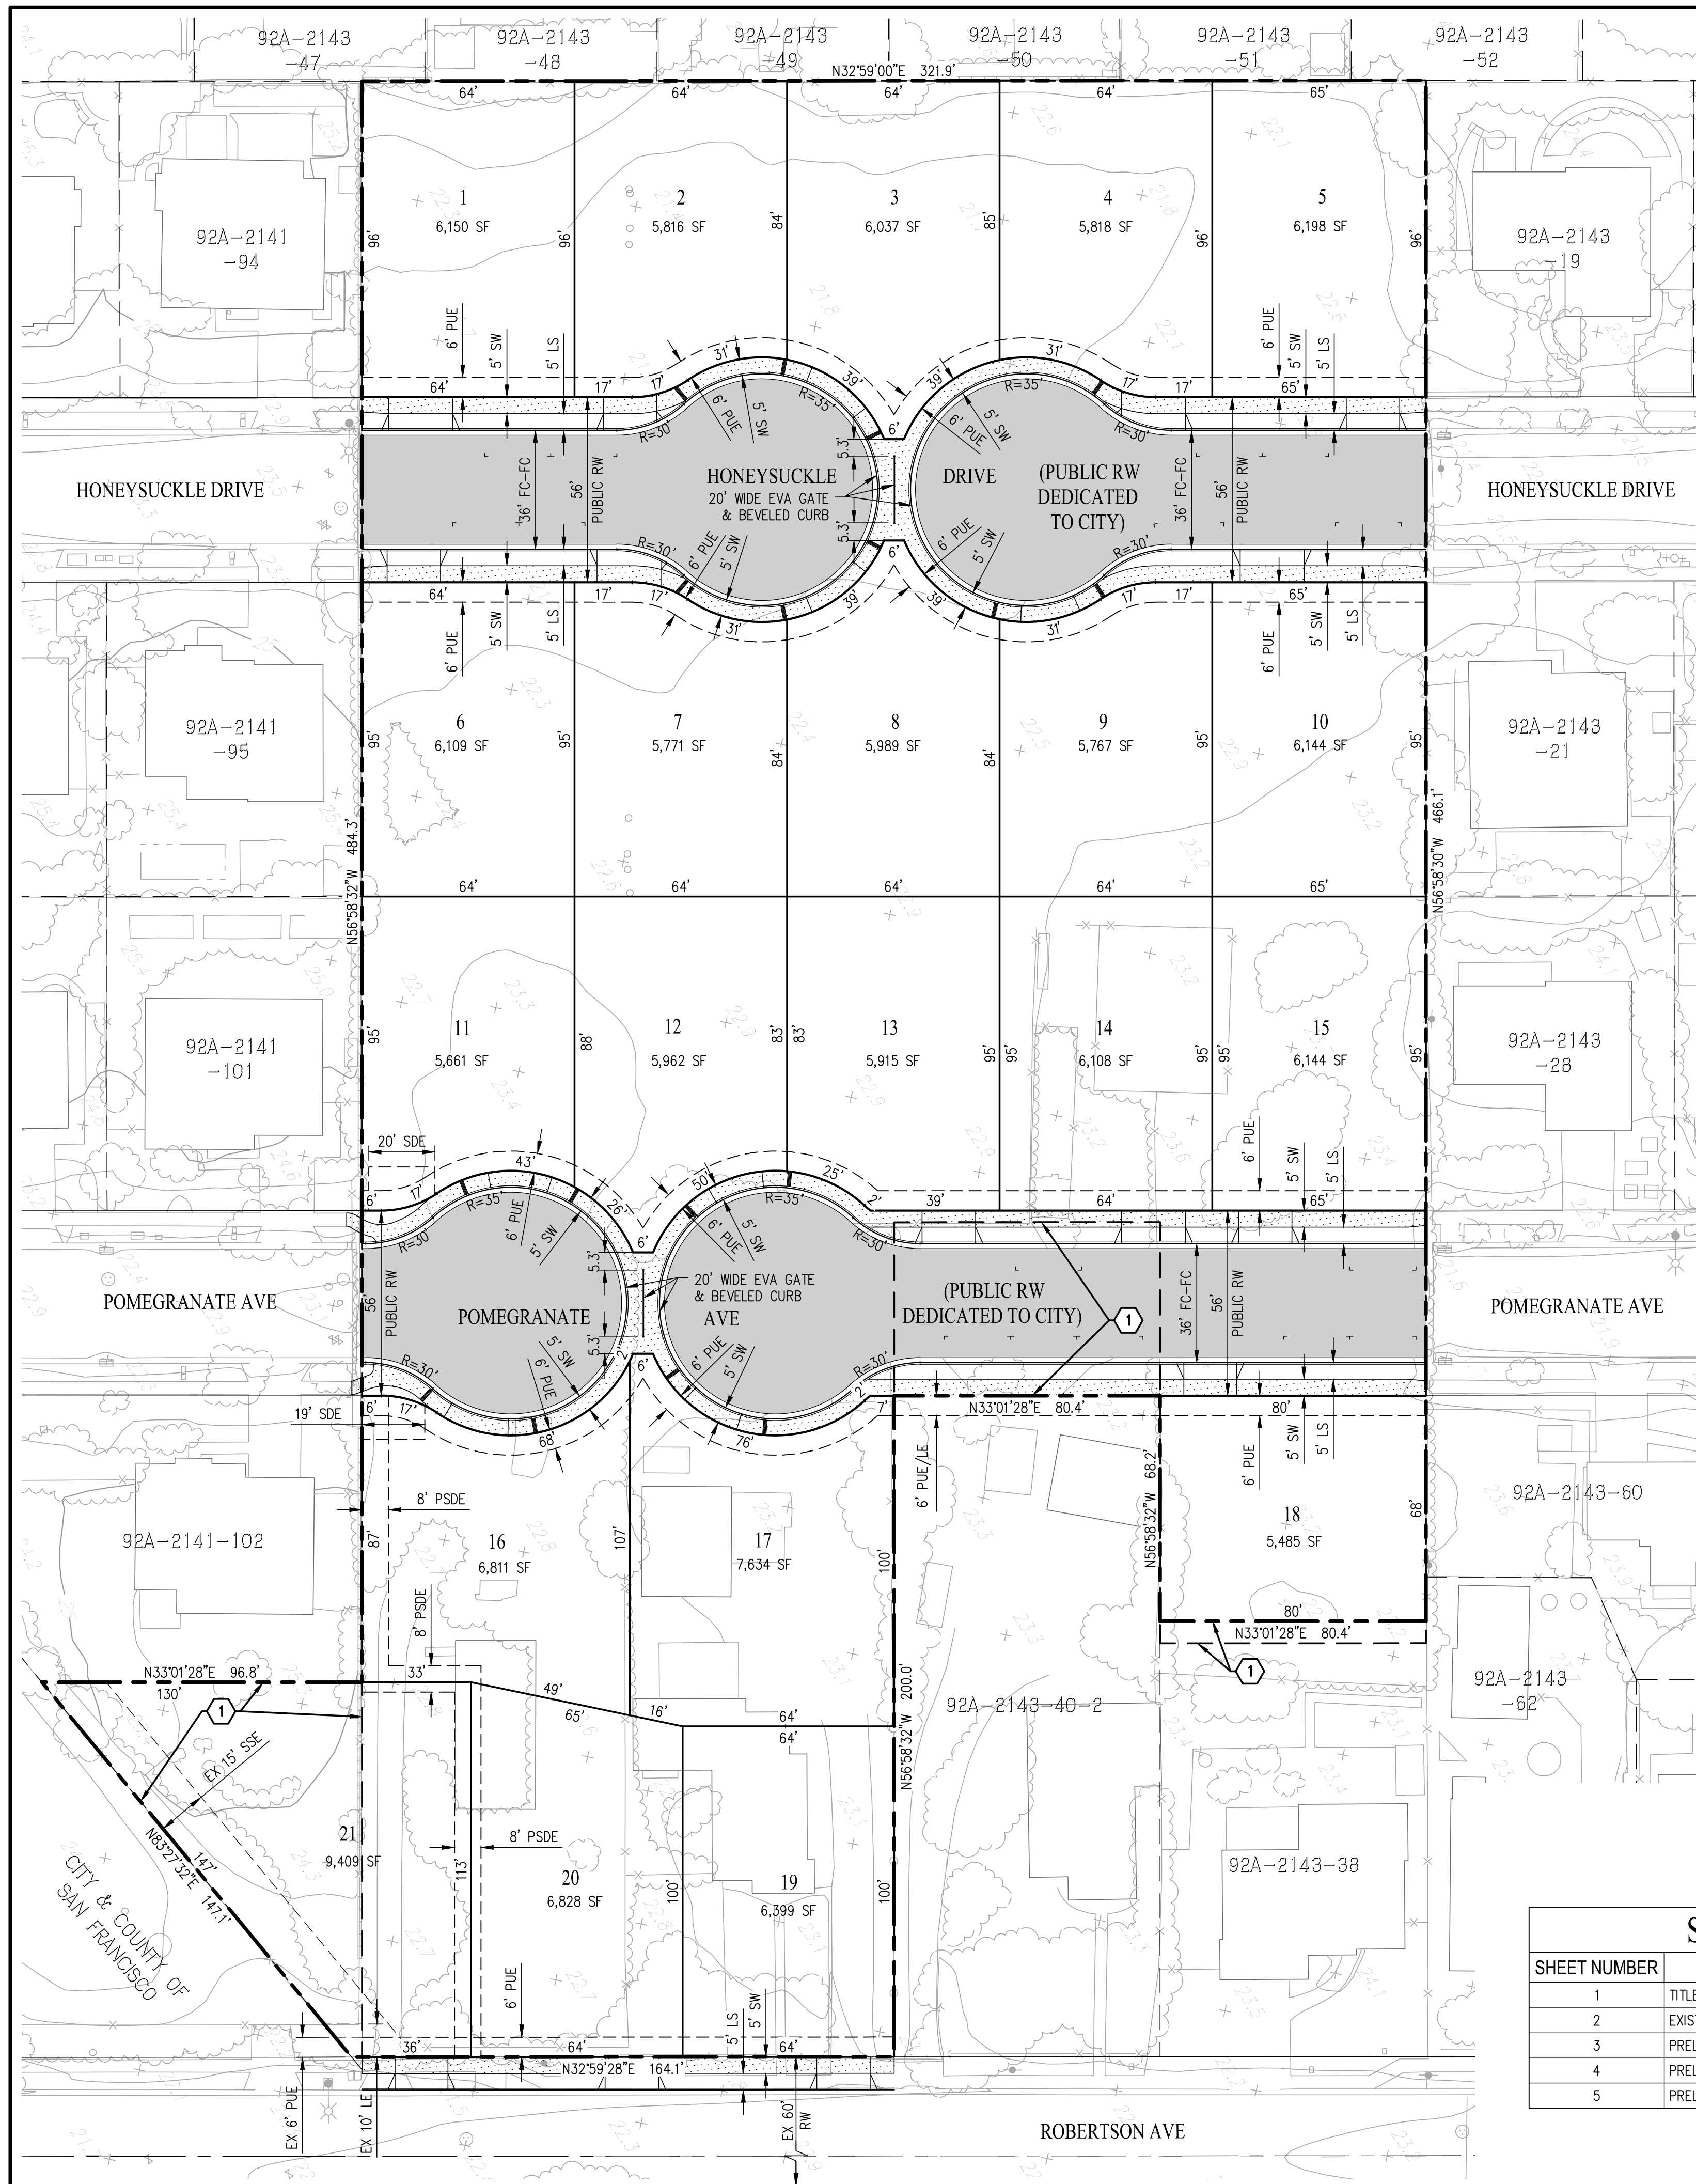 92A-2143
-47
92A-2143
-48
92A-2143
-49
92A-2143
-50
92A-2143
-51
92A-2143
-52
N32°59'00"E 321.9'
64'
64'
64'
64'
65'
1
6,150 SF
2
5,816 SF
3
6,037 SF
4
5,818 SF
5
6,198 SF
96'
96'
84'
85'
96'
96'
92A-2141
-94
92A-2143
-19
6' PUE
5' SW
5' LS
6' PUE
5' SW
5' LS
64'
17'
17'
31'
39'
39'
31'
17'
17'
65'
R=30'
R=35'
R=35'
R=30'
6' PUE
5' SW
6' PUE
5' SW
6'
5.3'
HONEYSUCKLE DRIVE
36' FC-FC
56'
PUBLIC RW
HONEYSUCKLE
DRIVE
20' WIDE EVA GATE
& BEVELED CURB
(PUBLIC RW
DEDICATED
TO CITY)
36' FC-FC
56'
PUBLIC RW
HONEYSUCKLE DRIVE
5.3'
6'
R=30'
6' PUE
5' SW
6' PUE
5' SW
R=30'
64'
17'
17'
31'
39'
39'
31'
17'
17'
65'
6' PUE
5' SW
5' LS
6' PUE
5' SW
5' LS
92A-2141
-95
6
6,109 SF
7
5,771 SF
8
5,989 SF
9
5,767 SF
10
6,144 SF
95'
95'
84'
84'
95'
95'
92A-2143
-21
N56°58'32"W 484.3'
N56°58'30"W 466.1'
64'
64'
64'
64'
65'
92A-2141
-101
11
5,661 SF
12
5,962 SF
13
5,915 SF
14
6,108 SF
15
6,144 SF
95'
88'
83'
83'
95'
95'
95'
95'
95'
92A-2143
-28
20' SDE
6' PUE
5' SW
5' LS
6'
17'
43'
26'
50'
25'
2'
39'
64'
65'
R=30'
R=35'
6' PUE
5' SW
6'
6' PUE
5' SW
R=35'
R=30'
5.3'
POMEGRANATE AVE
56'
PUBLIC RW
POMEGRANATE
AVE
20' WIDE EVA GATE
& BEVELED CURB
(PUBLIC RW
DEDICATED TO CITY)
1
36' FC-FC
56'
PUBLIC RW
POMEGRANATE AVE
5.3'
2'
6'
R=30'
5' SW
6' PUE
6' PUE
5' SW
R=30'
6'
17'
68'
76'
2'
7'
N33°01'28"E 80.4'
80'
19' SDE
6' PUE/LE
6' PUE
5' SW
5' LS
8' PSDE
92A-2141-102
87'
16
6,811 SF
107'
17
7,634 SF
100'
N56°58'32"W 68.2'
18
5,485 SF
68'
92A-2143-60
80'
N33°01'28"E 80.4'
1
8' PSDE
N33°01'28"E 96.8'
130'
33'
49'
65'
16'
64'
64'
1
EX 15' SSE
N56°58'32"W 200.0'
92A-2143-40-2
92A-2143
-62
21
9,409 SF
147'
N83°27'32"E 147.1'
CITY & COUNTY OF
SAN FRANCISCO
113'
8' PSDE
20
6,828 SF
100'
19
6,399 SF
100'
92A-2143-38
6' PUE
5' LS
5' SW
36'
64'
64'
N32°59'28"E 164.1'
EX 6' PUE
EX 10' LE
EX 60'
RW
ROBERTSON AVE
S
SHEET NUMBER
1 TITLE
2
3
4
5